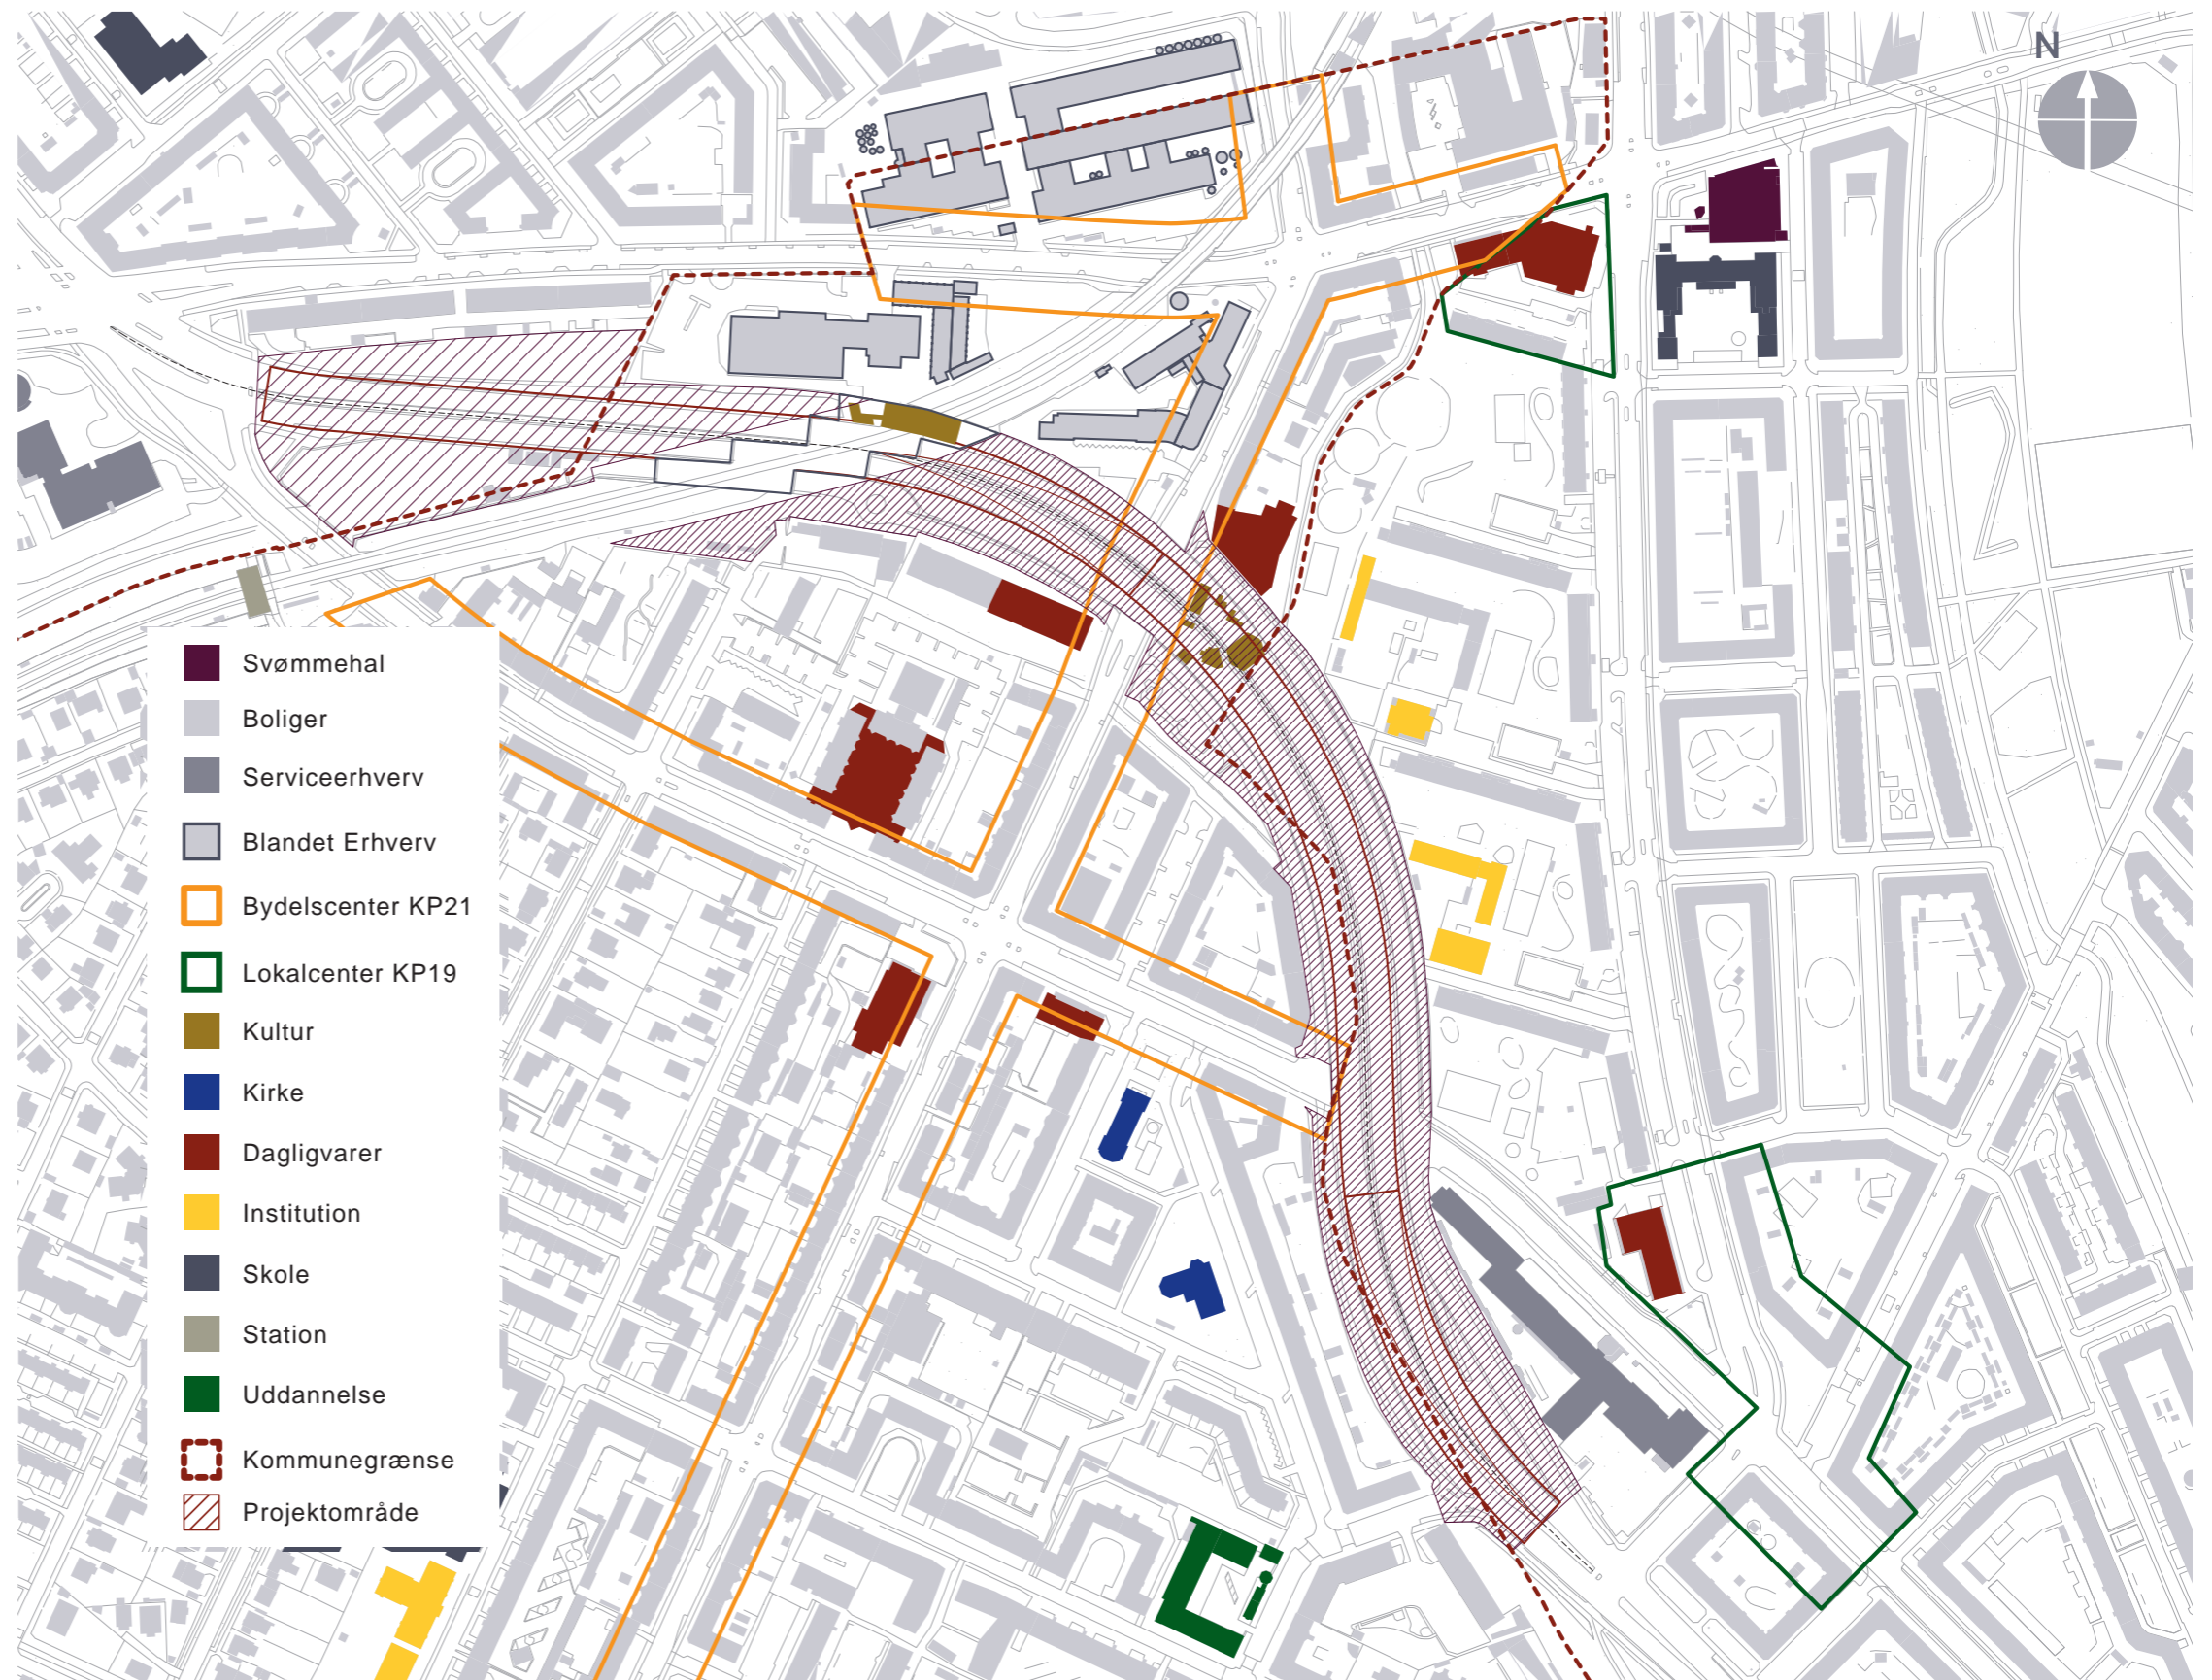 N
Svømmehal
Boliger
Serviceerhverv
Blandet Erhverv
Bydelscenter KP21
Lokalcenter KP19
Kultur
Kirke
Dagligvarer
Institution
Skole
Station
Uddannelse
Kommunegrænse
Projektområde